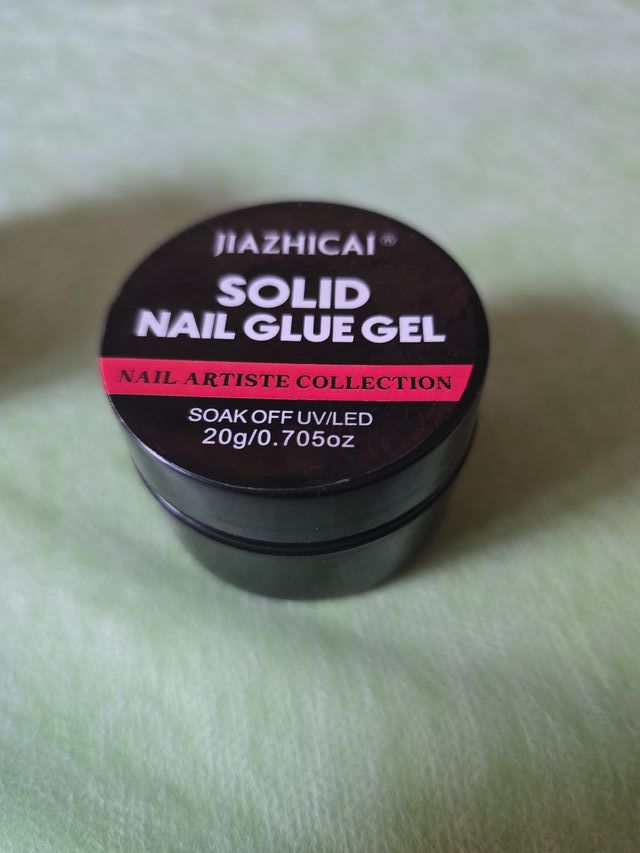 JIAZHICAI®
SOLID
NAIL GLUE GEL
NAIL ARTISTE COLLECTION
SOAK OFF UV/LED
20g/0.705oz